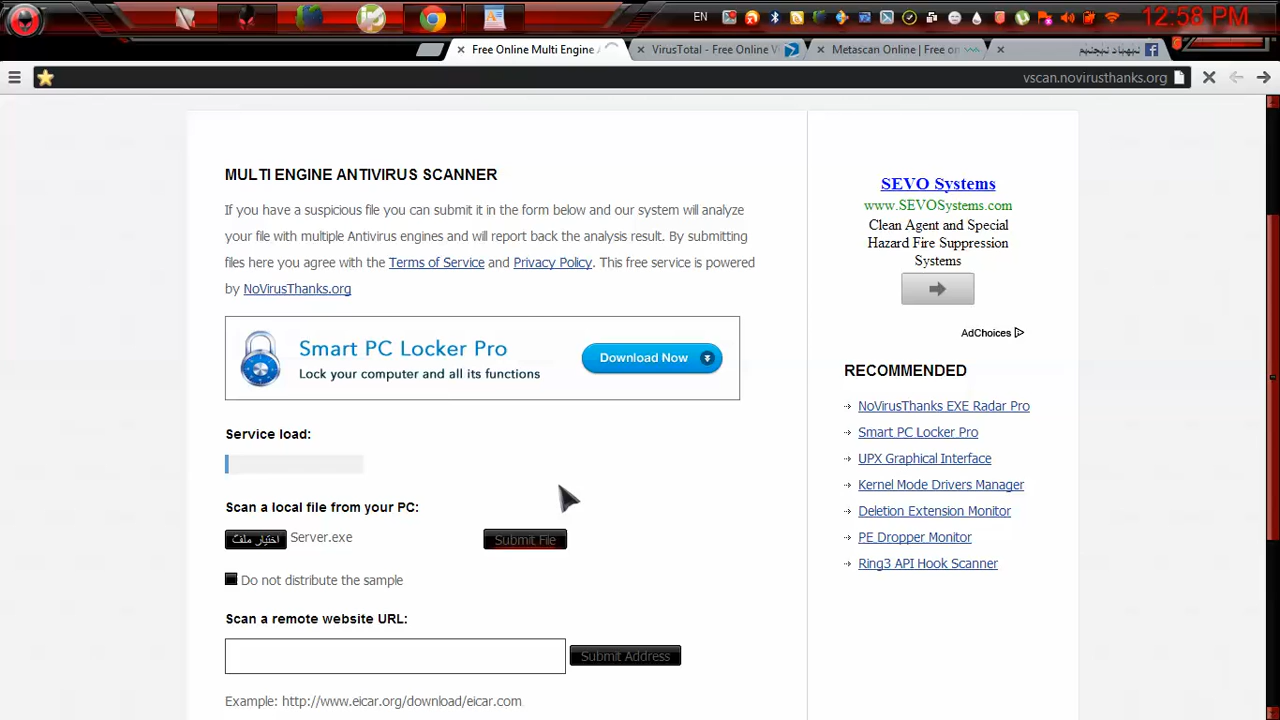 EN
12:58 PM
Free Online Multi Engine
VirusTotal - Free Online V
Metascan Online | Free on
vscan.novirusthanks.org
MULTI ENGINE ANTIVIRUS SCANNER
If you have a suspicious file you can submit it in the form below and our system will analyze
your file with multiple Antivirus engines and will report back the analysis result. By submitting
files here you agree with the Terms of Service and Privacy Policy. This free service is powered
by NoVirusThanks.org
Smart PC Locker Pro
Lock your computer and all its functions
Download Now
Service load:
Scan a local file from your PC:
اختيار ملف
Server.exe
Submit File
Do not distribute the sample
Scan a remote website URL:
Submit Address
Example: http://www.eicar.org/download/eicar.com
SEVO Systems
www.SEVOSystems.com
Clean Agent and Special
Hazard Fire Suppression
Systems
AdChoices
RECOMMENDED
NoVirusThanks EXE Radar Pro
Smart PC Locker Pro
UPX Graphical Interface
Kernel Mode Drivers Manager
Deletion Extension Monitor
PE Dropper Monitor
Ring3 API Hook Scanner